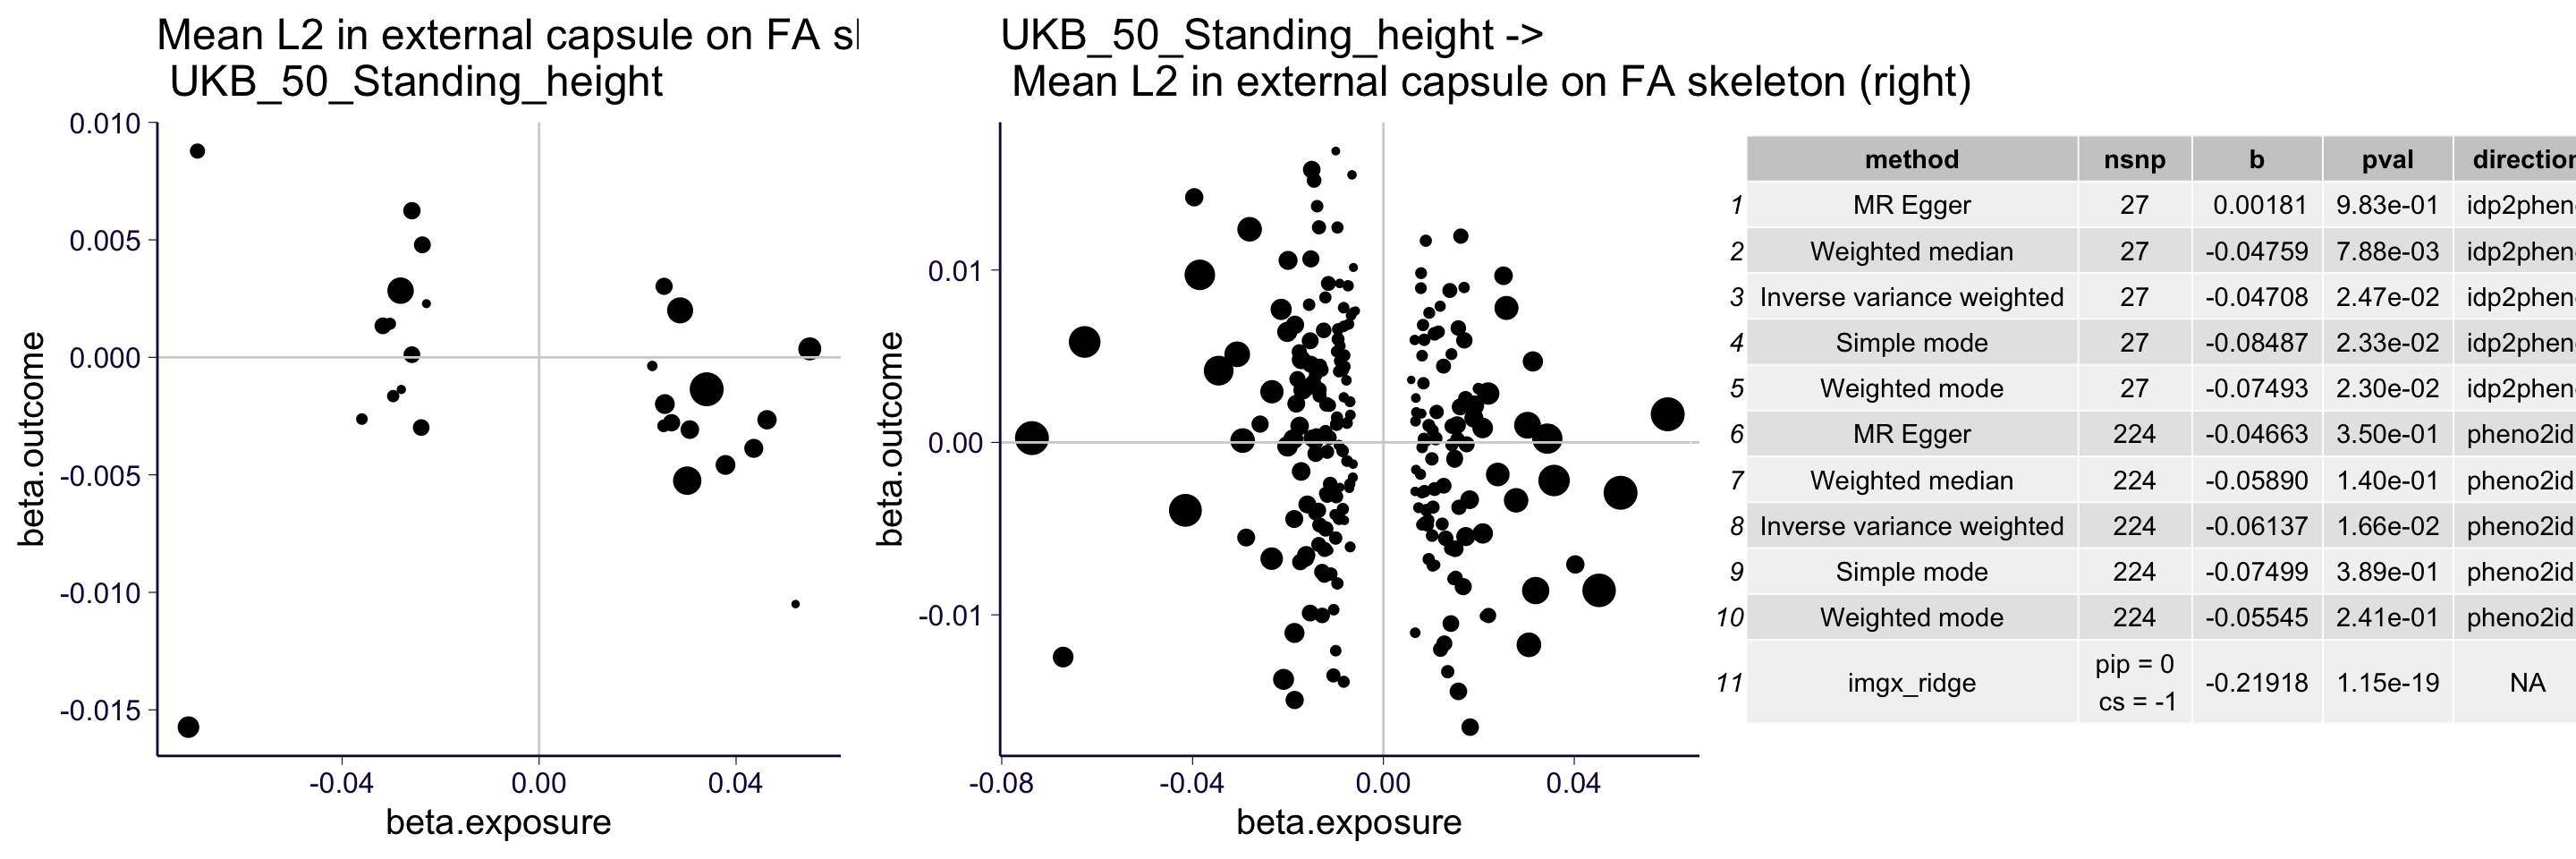 Mean L2 in external capsule on FA sl
UKB_50_Standing_height
0.010
0.005
0.000
-0.005
-0.010
-0.015
beta.outcome
-0.04 0.00 0.04
beta.exposure
UKB_50_Standing_height ->
Mean L2 in external capsule on FA skeleton (right)
0.01
0.00
-0.01
beta.outcome
-0.08 -0.04 0.00 0.04
beta.exposure
method nsnp b pval direction
1 MR Egger 27 0.00181 9.83e-01 idp2phen
2 Weighted median 27 -0.04759 7.88e-03 idp2phen
3 Inverse variance weighted 27 -0.04708 2.47e-02 idp2phen
4 Simple mode 27 -0.08487 2.33e-02 idp2phen
5 Weighted mode 27 -0.07493 2.30e-02 idp2phen
6 MR Egger 224 -0.04663 3.50e-01 pheno2id
7 Weighted median 224 -0.05890 1.40e-01 pheno2id
8 Inverse variance weighted 224 -0.06137 1.66e-02 pheno2id
9 Simple mode 224 -0.07499 3.89e-01 pheno2id
10 Weighted mode 224 -0.05545 2.41e-01 pheno2id
11 imgx_ridge pip = 0 cs = -1 -0.21918 1.15e-19 NA